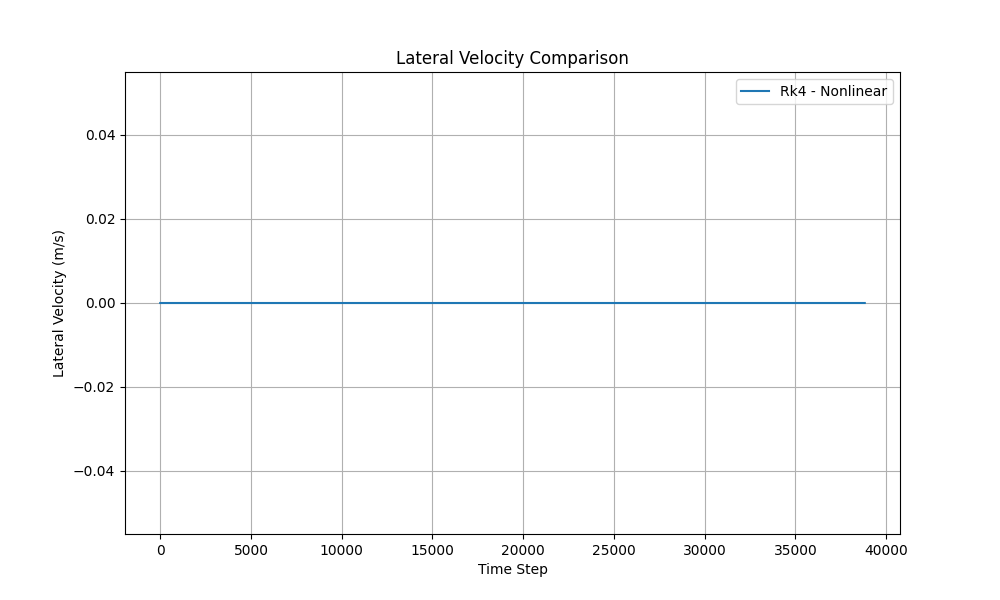 Lateral Velocity Comparison
Rk4 - Nonlinear
0.04
0.02
0.00
−0.02
−0.04
Lateral Velocity (m/s)
0 5000 10000 15000 20000 25000 30000 35000 40000
Time Step